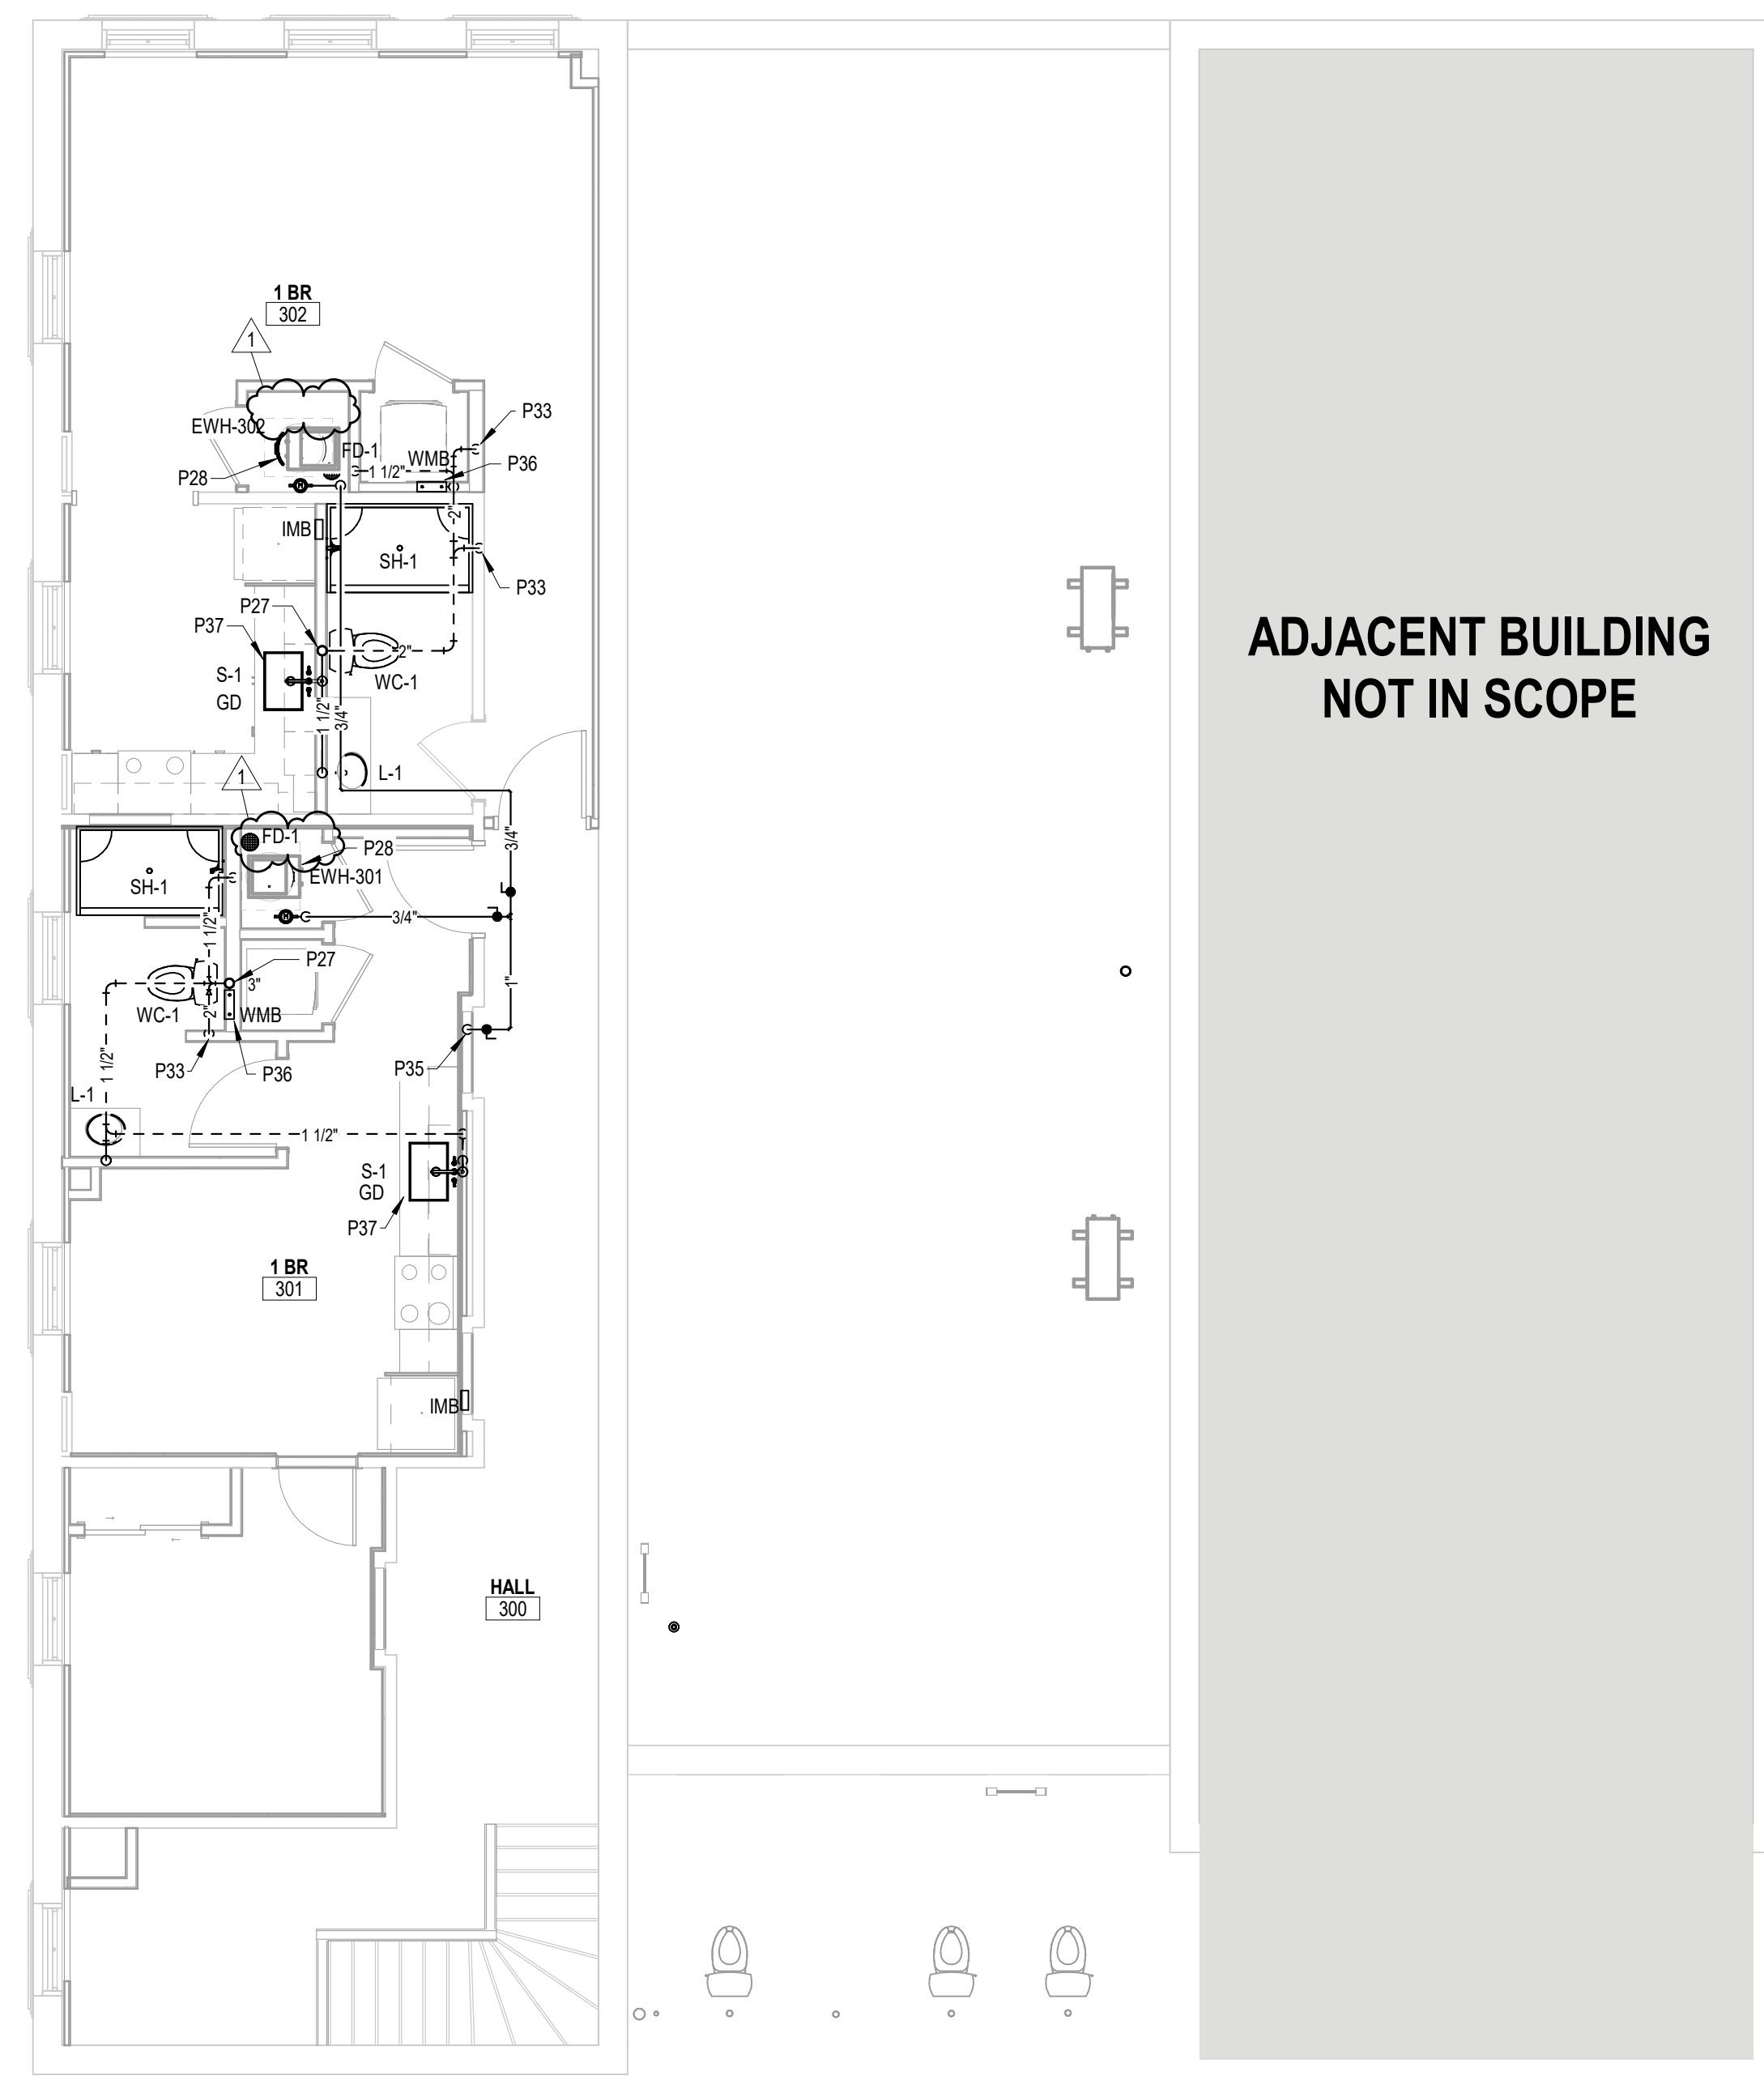 1 BR
302
1
P33
EWH-302
FD-1
WMB
P36
P28
1 1/2"
M
2"
IMB
SH-1
P33
P27
P37
2"
S-1
WC-1
GD
1 1/2"
3/4"
L-1
1
FD-1
3/4"
P28
EWH-301
SH-1
M
3/4"
1 1/2"
P27
3"
1"
WC-1
2"
WMB
P33
P36
P35
1 1/2"
L-1
1 1/2"
S-1
GD
P37
1 BR
301
IMB
HALL
300
ADJACENT BUILDING
NOT IN SCOPE